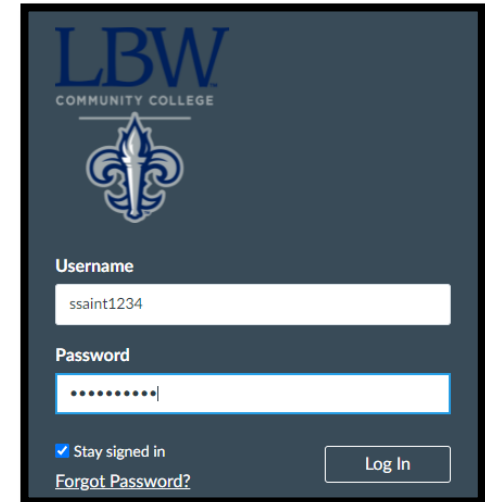 LBW
COMMUNITY COLLEGE
Username
ssaint1234
Password
••••••••••
Stay signed in
Forgot Password?
Log In